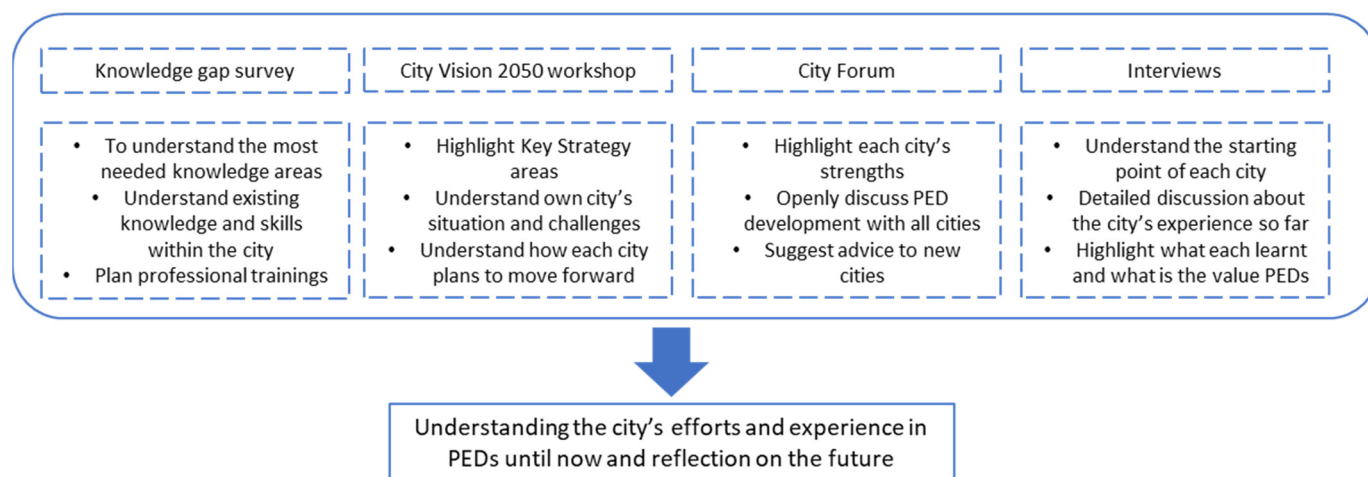 Knowledge gap survey
City Vision 2050 workshop
City Forum
Interviews
• To understand the most
needed knowledge areas
• Understand existing
knowledge and skills
within the city
• Plan professional trainings
• Highlight Key Strategy
areas
• Understand own city's
situation and challenges
• Understand how each city
plans to move forward
• Highlight each city's
strengths
• Openly discuss PED
development with all cities
• Suggest advice to new
cities
• Understand the starting
point of each city
• Detailed discussion about
the city's experience so far
• Highlight what each learnt
and what is the value PEDs
Understanding the city's efforts and experience in
PEDs until now and reflection on the future